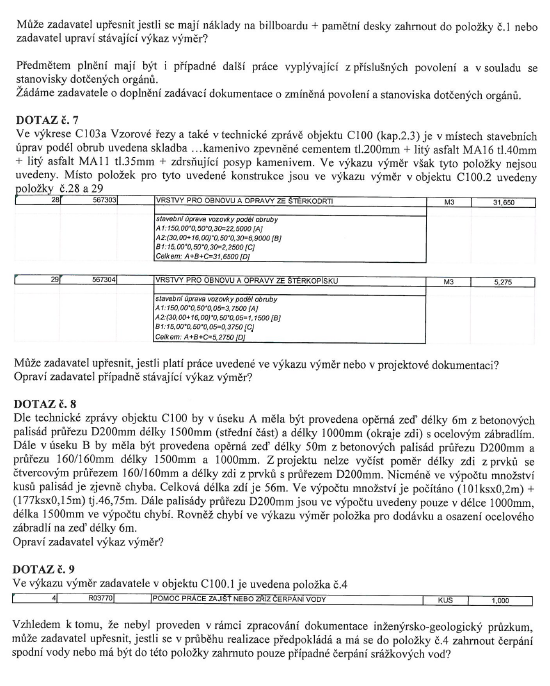 Může zadavatel upřesnit jestli se mají náklady na billboardu + pamětní desky zahrnout do položky č.1 nebo
zadavatel upraví stávající výkaz výměr?
Předmětem plnění mají být i případné další práce vyplývající z příslušných povolení a v souladu se
stanovisky dotčených orgánů.
Žádáme zadavatele o doplnění zadávací dokumentace o zmíněná povolení a stanoviska dotčených orgánů.
DOTAZ č. 7
Ve výkrese C103a Vzorové řezy a také v technické zprávě objektu C100 (kap.2.3) je v místech stavebních
úprav podél obrub uvedena skladba ...kamenivo zpevněné cementem tl.200mm + litý asfalt MA16 tl.40mm
+ litý asfalt MA11 tl.35mm + zdrsňující posyp kamenivem. Ve výkazu výměr však tyto položky nejsou
uvedeny. Místo položek pro tyto uvedené konstrukce jsou ve výkazu výměr v objektu C100.2 uvedeny
položky č.28 a 29
28 567303 VRSTVY PRO OBNOVU A OPRAVY ZE ŠTĚRKODRTI M3 31,650
stavební úprava vozovky podél obruby
A1:150,00*0,50*0,30=22,5000 [A]
A2:(30,00+16,00)*0,50*0,30=6,9000 [B]
B1:15,00*0,50*0,30=2,2500 [C]
Celkem: A+B+C=31,6500 [D]
29 567304 VRSTVY PRO OBNOVU A OPRAVY ZE ŠTĚRKOPÍSKU M3 5,275
stavební úprava vozovky podél obruby
A1:150,00*0,50*0,05=3,7500 [A]
A2:(30,00+16,00)*0,50*0,05=1,1500 [B]
B1:15,00*0,50*0,05=0,3750 [C]
Celkem: A+B+C=5,2750 [D]
Může zadavatel upřesnit, jestli platí práce uvedené ve výkazu výměr nebo v projektové dokumentaci?
Opraví zadavatel případně stávající výkaz výměr?
DOTAZ č. 8
Dle technické zprávy objektu C100 by v úseku A měla být provedena opěrná zeď délky 6m z betonových
palisád průřezu D200mm délky 1500mm (střední část) a délky 1000mm (okraje zdi) s ocelovým zábradlím.
Dále v úseku B by měla být provedena opěrná zeď délky 50m z betonových palisád průřezu D200mm a
průřezu 160/160mm délky 1500mm a 1000mm. Z projektu nelze vyčíst poměr délky zdi z prvků se
čtvercovým průřezem 160/160mm a délky zdi z prvků s průřezem D200mm. Nicméně ve výpočtu množství
kusů palisád je zjevně chyba. Celková délka zdí je 56m. Ve výpočtu množství je počítáno (101ksx0,2m) +
(177ksx0,15m) tj.46,75m. Dále palisády průřezu D200mm jsou ve výpočtu uvedeny pouze v délce 1000mm,
délka 1500mm ve výpočtu chybí. Rovněž chybí ve výkazu výměr položka pro dodávku a osazení ocelového
zábradlí na zeď délky 6m.
Opraví zadavatel výkaz výměr?
DOTAZ č. 9
Ve výkazu výměr zadavatele v objektu C100.1 je uvedena položka č.4
4 R03770 POMOC PRÁCE ZAJIŠŤ NEBO ZŘÍZ ČERPÁNÍ VODY KUS 1,000
Vzhledem k tomu, že nebyl proveden v rámci zpracování dokumentace inženýrsko-geologický průzkum,
může zadavatel upřesnit, jestli se v průběhu realizace předpokládá a má se do položky č.4 zahrnout čerpání
spodní vody nebo má být do této položky zahrnuto pouze případné čerpání srážkových vod?